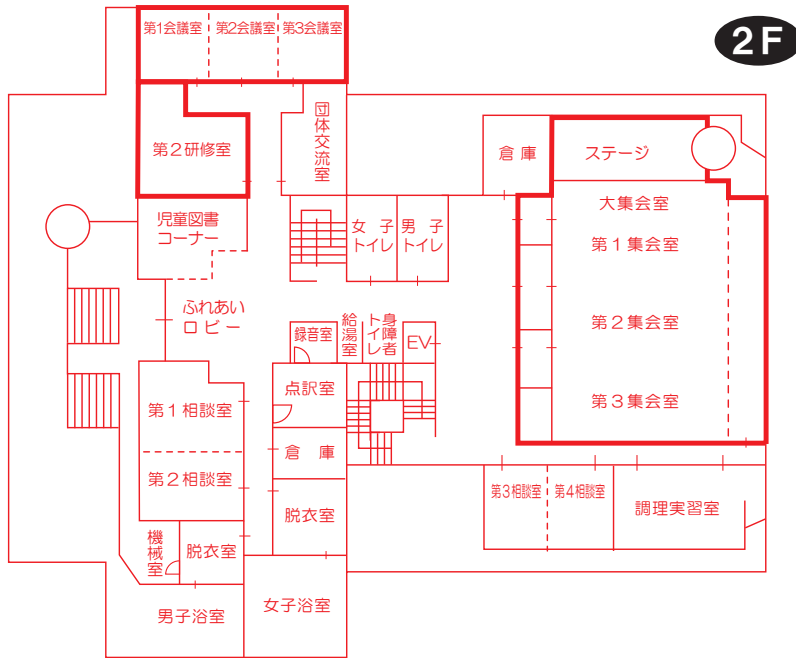 2F
第1会議室
第2会議室
第3会議室
第2研修室
団体交流室
倉庫
ステージ
大集会室
第1集会室
第2集会室
第3集会室
児童図書
コーナー
女子
トイレ
男子
トイレ
ふれあい
ロビー
録音室
給湯室
身障者
トイレ
EV
点訳室
第1相談室
第2相談室
倉庫
脱衣室
機械室
脱衣室
男子浴室
女子浴室
第3相談室
第4相談室
調理実習室